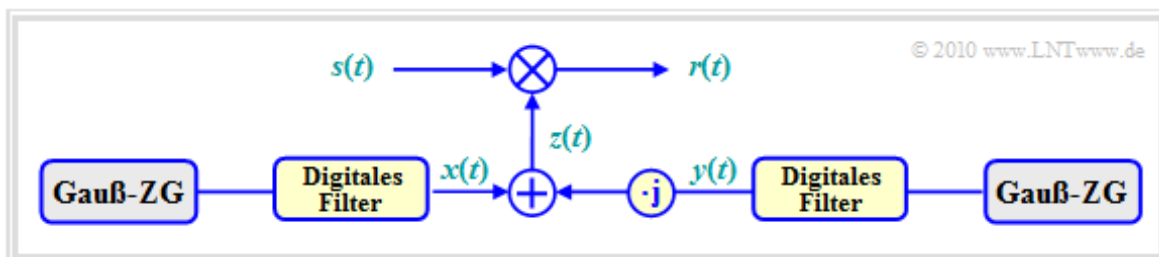 © 2010 www.LNTwww.de
s(t) r(t)
z(t)
Gauß-ZG Digitales Filter x(t) + ·j y(t) Digitales Filter Gauß-ZG